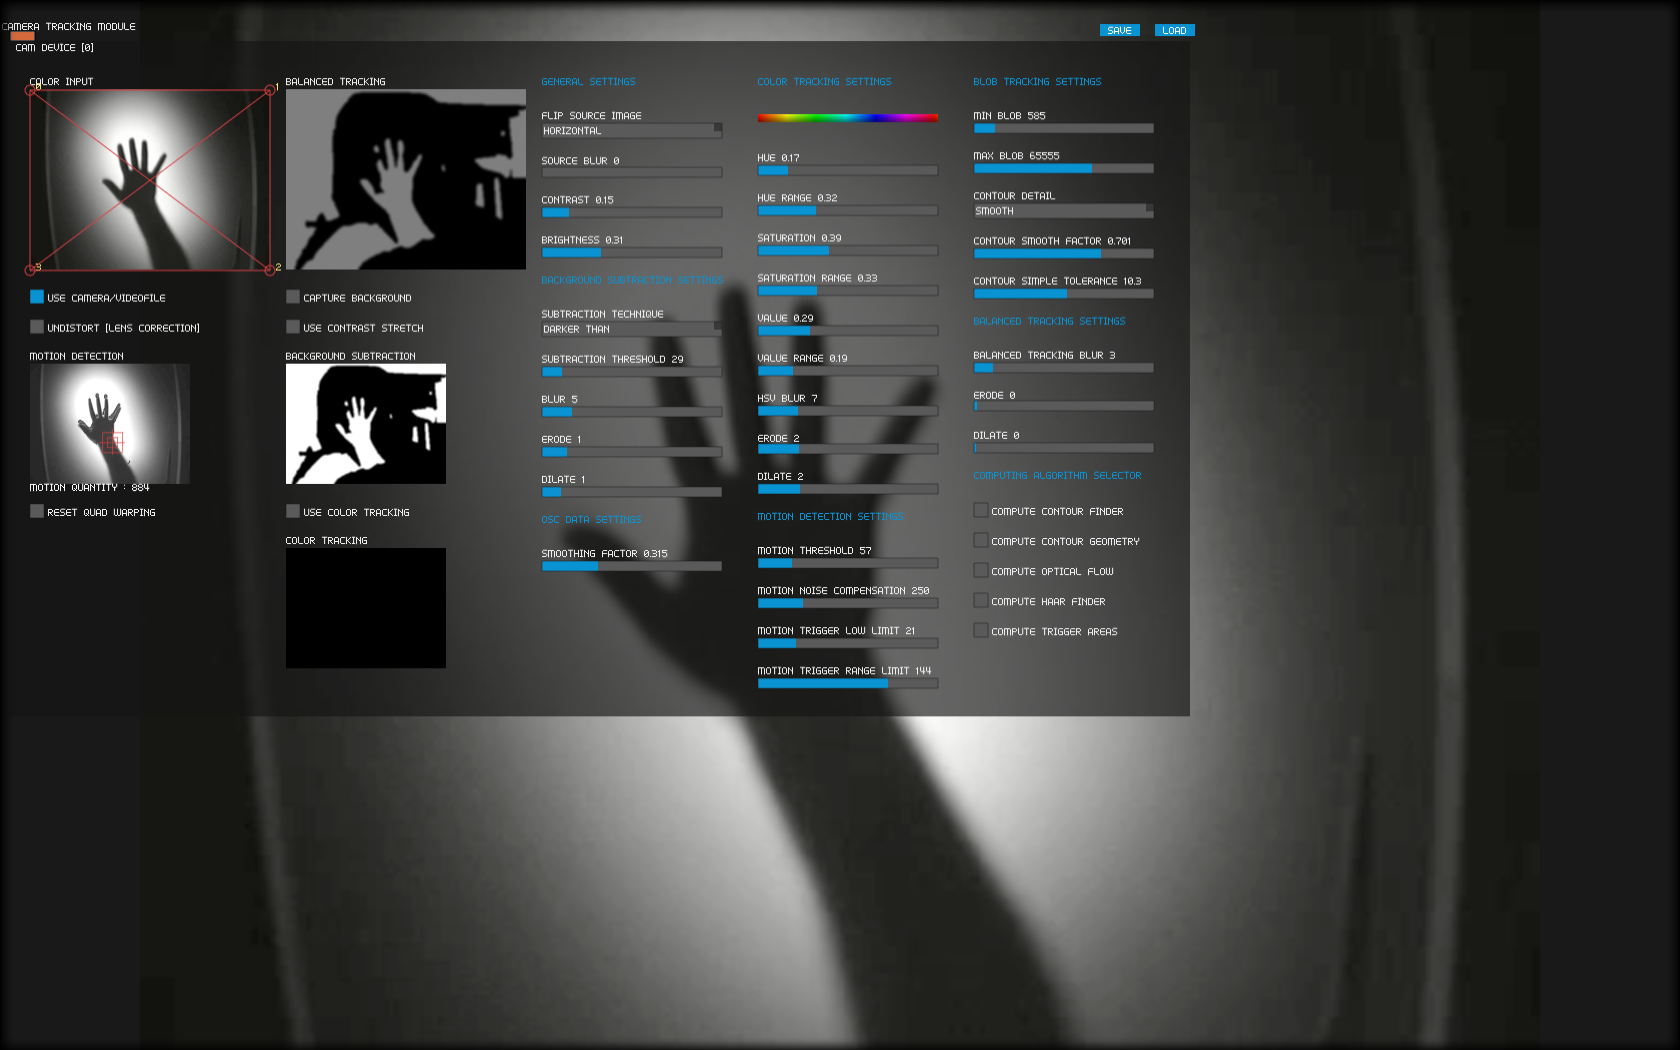 CAMERA TRACKING MODULE
CAM DEVICE [0]
SAVE
LOAD
COLOR INPUT
0
1
2
3
USE CAMERA/VIDEOFILE
UNDISTORT [LENS CORRECTION]
MOTION DETECTION
MOTION QUANTITY : 884
RESET QUAD WARPING
BALANCED TRACKING
CAPTURE BACKGROUND
USE CONTRAST STRETCH
BACKGROUND SUBTRACTION
USE COLOR TRACKING
COLOR TRACKING
GENERAL SETTINGS
FLIP SOURCE IMAGE
HORIZONTAL
SOURCE BLUR 0
CONTRAST 0.15
BRIGHTNESS 0.31
BACKGROUND SUBTRACTION SETTINGS
SUBTRACTION TECHNIQUE
DARKER THAN
SUBTRACTION THRESHOLD 29
BLUR 5
ERODE 1
DILATE 1
OSC DATA SETTINGS
SMOOTHING FACTOR 0.315
COLOR TRACKING SETTINGS
HUE 0.17
HUE RANGE 0.32
SATURATION 0.39
SATURATION RANGE 0.33
VALUE 0.29
VALUE RANGE 0.19
HSV BLUR 7
ERODE 2
DILATE 2
MOTION DETECTION SETTINGS
MOTION THRESHOLD 57
MOTION NOISE COMPENSATION 250
MOTION TRIGGER LOW LIMIT 21
MOTION TRIGGER RANGE LIMIT 144
BLOB TRACKING SETTINGS
MIN BLOB 585
MAX BLOB 65555
CONTOUR DETAIL
SMOOTH
CONTOUR SMOOTH FACTOR 0.701
CONTOUR SIMPLE TOLERANCE 10.3
BALANCED TRACKING SETTINGS
BALANCED TRACKING BLUR 3
ERODE 0
DILATE 0
COMPUTING ALGORITHM SELECTOR
COMPUTE CONTOUR FINDER
COMPUTE CONTOUR GEOMETRY
COMPUTE OPTICAL FLOW
COMPUTE HAAR FINDER
COMPUTE TRIGGER AREAS